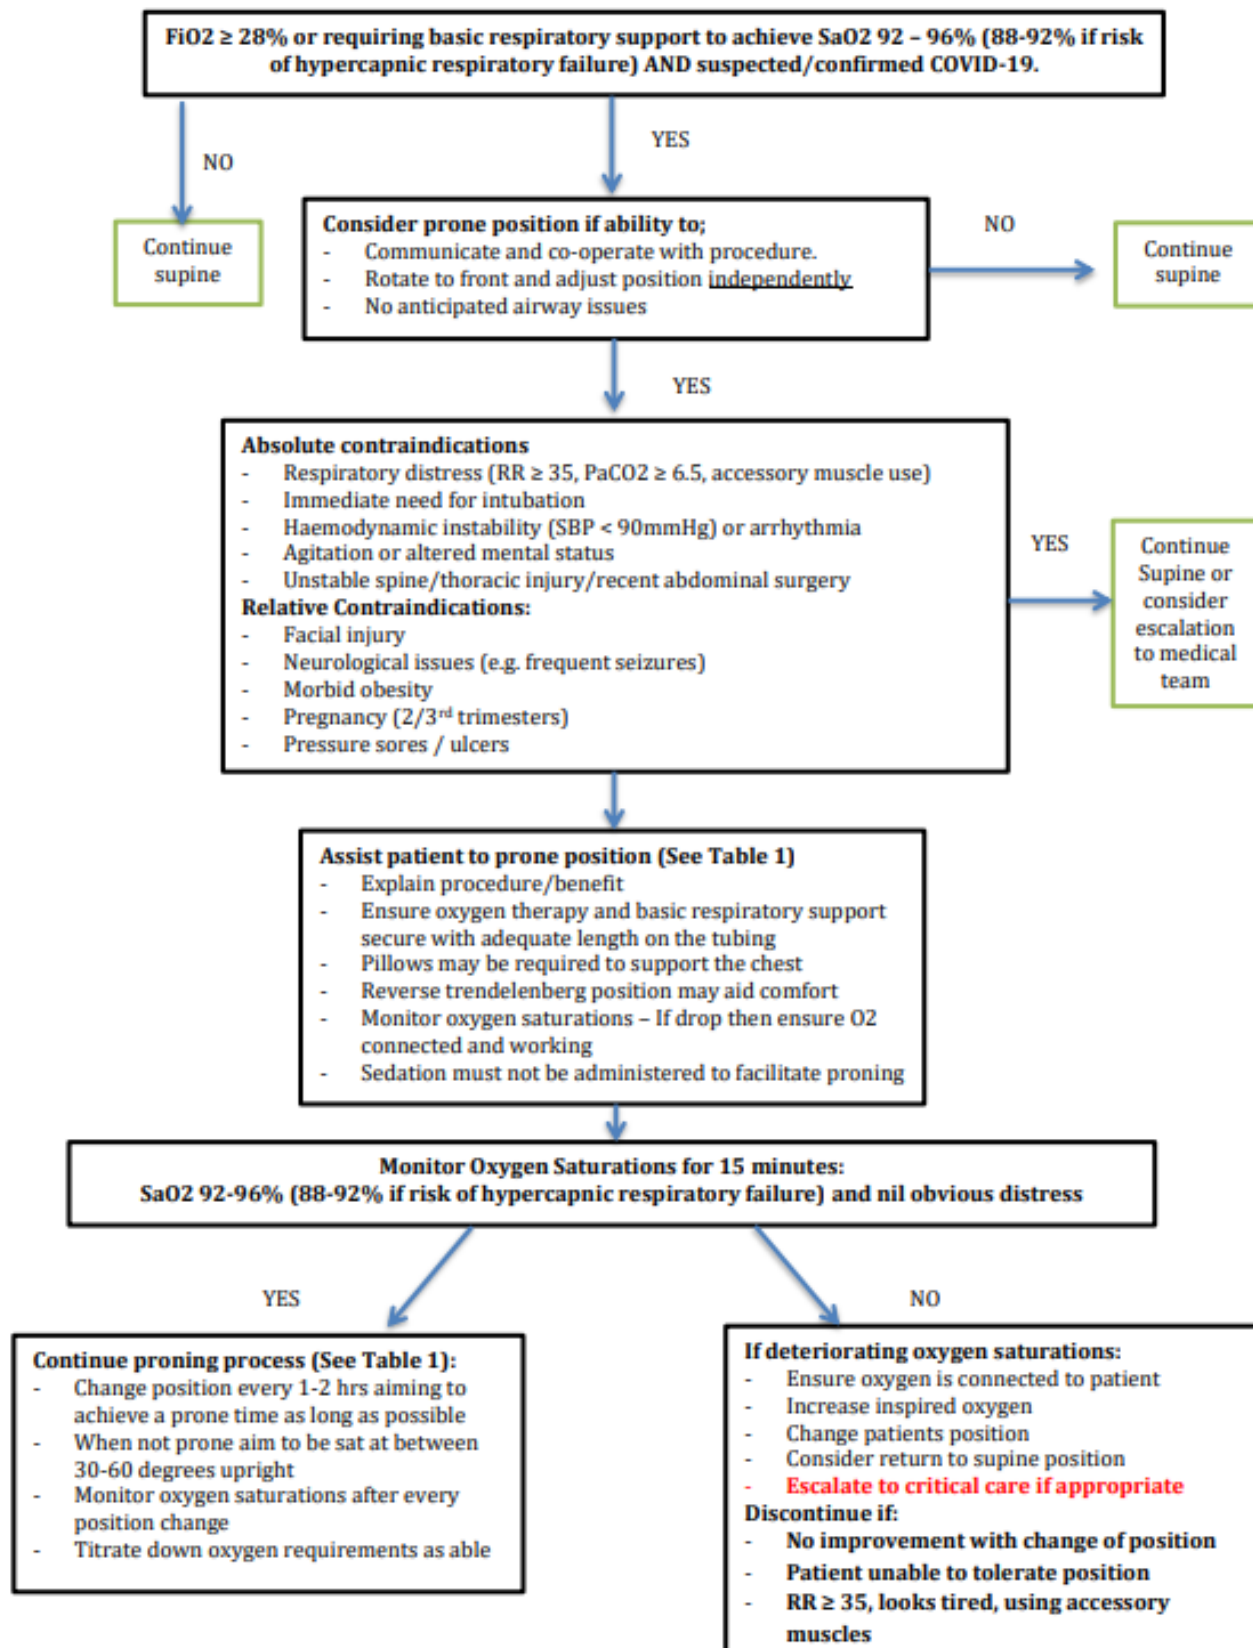 FiO2 ≥ 28% or requiring basic respiratory support to achieve SaO2 92 – 96% (88-92% if risk
of hypercapnic respiratory failure) AND suspected/confirmed COVID-19.
NO
YES
Continue
supine
Consider prone position if ability to;
- Communicate and co-operate with procedure.
- Rotate to front and adjust position independently
- No anticipated airway issues
NO
Continue
supine
YES
Absolute contraindications
- Respiratory distress (RR ≥ 35, PaCO2 ≥ 6.5, accessory muscle use)
- Immediate need for intubation
- Haemodynamic instability (SBP < 90mmHg) or arrhythmia
- Agitation or altered mental status
- Unstable spine/thoracic injury/recent abdominal surgery
Relative Contraindications:
- Facial injury
- Neurological issues (e.g. frequent seizures)
- Morbid obesity
- Pregnancy (2/3rd trimesters)
- Pressure sores / ulcers
YES
Continue
Supine or
consider
escalation
to medical
team
Assist patient to prone position (See Table 1)
- Explain procedure/benefit
- Ensure oxygen therapy and basic respiratory support
secure with adequate length on the tubing
- Pillows may be required to support the chest
- Reverse trendelenberg position may aid comfort
- Monitor oxygen saturations – If drop then ensure O2
connected and working
- Sedation must not be administered to facilitate proning
Monitor Oxygen Saturations for 15 minutes:
SaO2 92-96% (88-92% if risk of hypercapnic respiratory failure) and nil obvious distress
YES
NO
Continue proning process (See Table 1):
- Change position every 1-2 hrs aiming to
achieve a prone time as long as possible
- When not prone aim to be sat at between
30-60 degrees upright
- Monitor oxygen saturations after every
position change
- Titrate down oxygen requirements as able
If deteriorating oxygen saturations:
- Ensure oxygen is connected to patient
- Increase inspired oxygen
- Change patients position
- Consider return to supine position
- Escalate to critical care if appropriate
Discontinue if:
- No improvement with change of position
- Patient unable to tolerate position
- RR ≥ 35, looks tired, using accessory
muscles